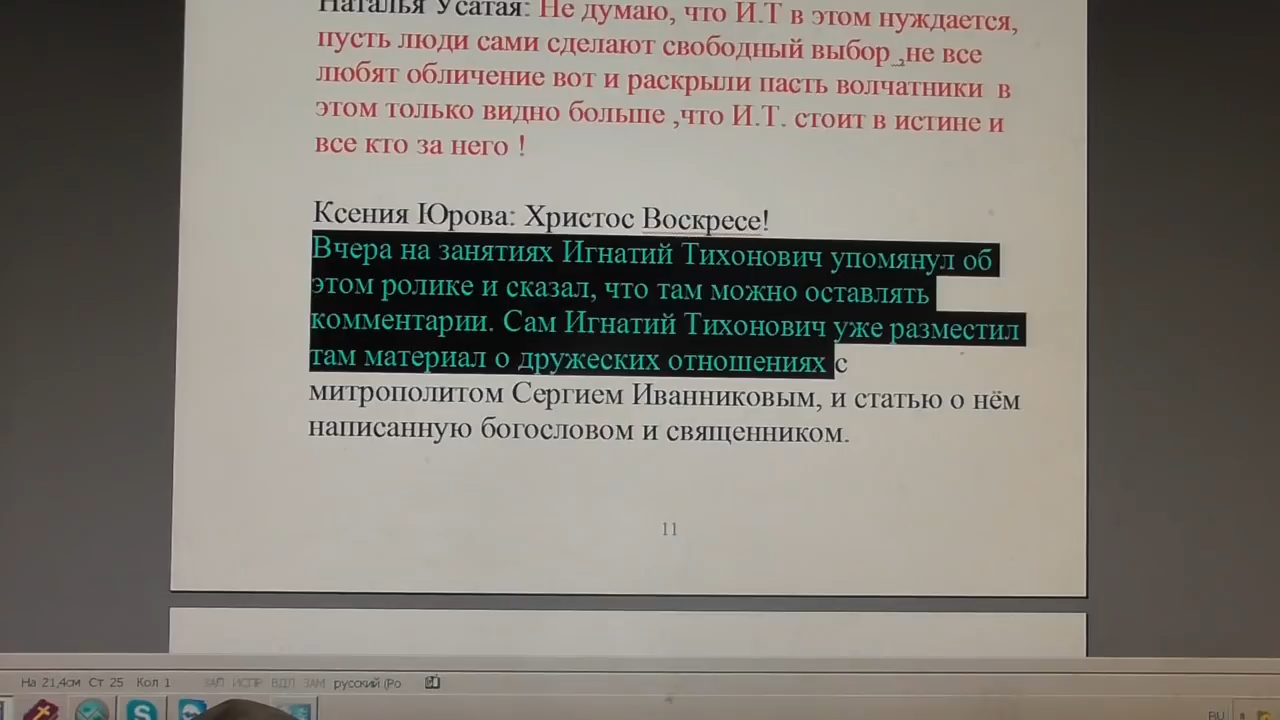 Наталья Усатая: Не думаю, что И.Т в этом нуждается,
пусть люди сами сделают свободный выбор ,не все
любят обличение вот и раскрыли пасть волчатники в
этом только видно больше ,что И.Т. стоит в истине и
все кто за него !
Ксения Юрова: Христос Воскресе!
Вчера на занятиях Игнатий Тихонович упомянул об
этом ролике и сказал, что там можно оставлять
комментарии. Сам Игнатий Тихонович уже разместил
там материал о дружеских отношениях с
митрополитом Сергием Иванниковым, и статью о нём
написанную богословом и священником.
11
На 21,4см Ст 25 Кол 1 ЗАП ИСПР ВДЛ ЗАМ русский (Ро
RU